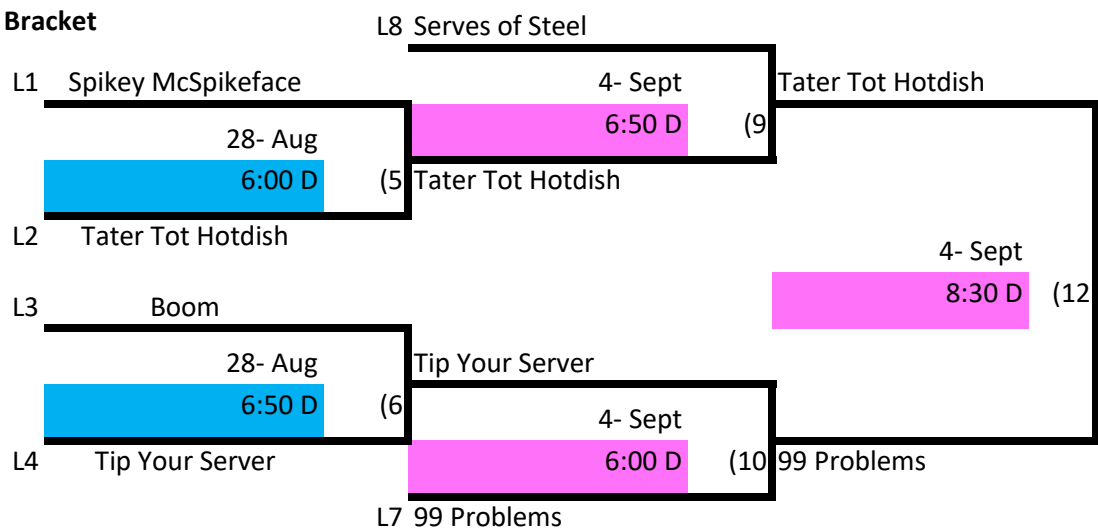 Bracket
L8 Serves of Steel
L1 Spikey McSpikeface
4- Sept
Tater Tot Hotdish
6:50 D (9
28- Aug
6:00 D (5
Tater Tot Hotdish
L2 Tater Tot Hotdish
4- Sept
8:30 D (12
L3 Boom
28- Aug
Tip Your Server
6:50 D (6
4- Sept
L4 Tip Your Server
6:00 D (10
99 Problems
L7 99 Problems